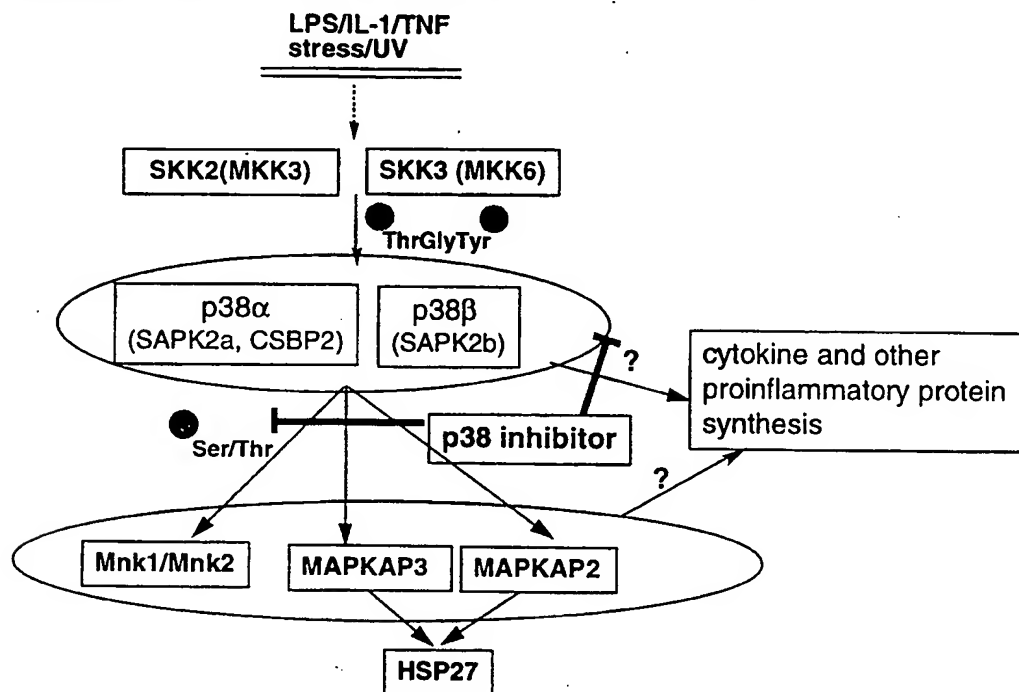 LPS/IL-1/TNF
stress/UV
SKK2(MKK3)
SKK3 (MKK6)
ThrGlyTyr
p38α
(SAPK2a, CSBP2)
p38β
(SAPK2b)
?
cytokine and other
proinflammatory protein
synthesis
Ser/Thr
p38 inhibitor
?
Mnk1/Mnk2
MAPKAP3
MAPKAP2
HSP27